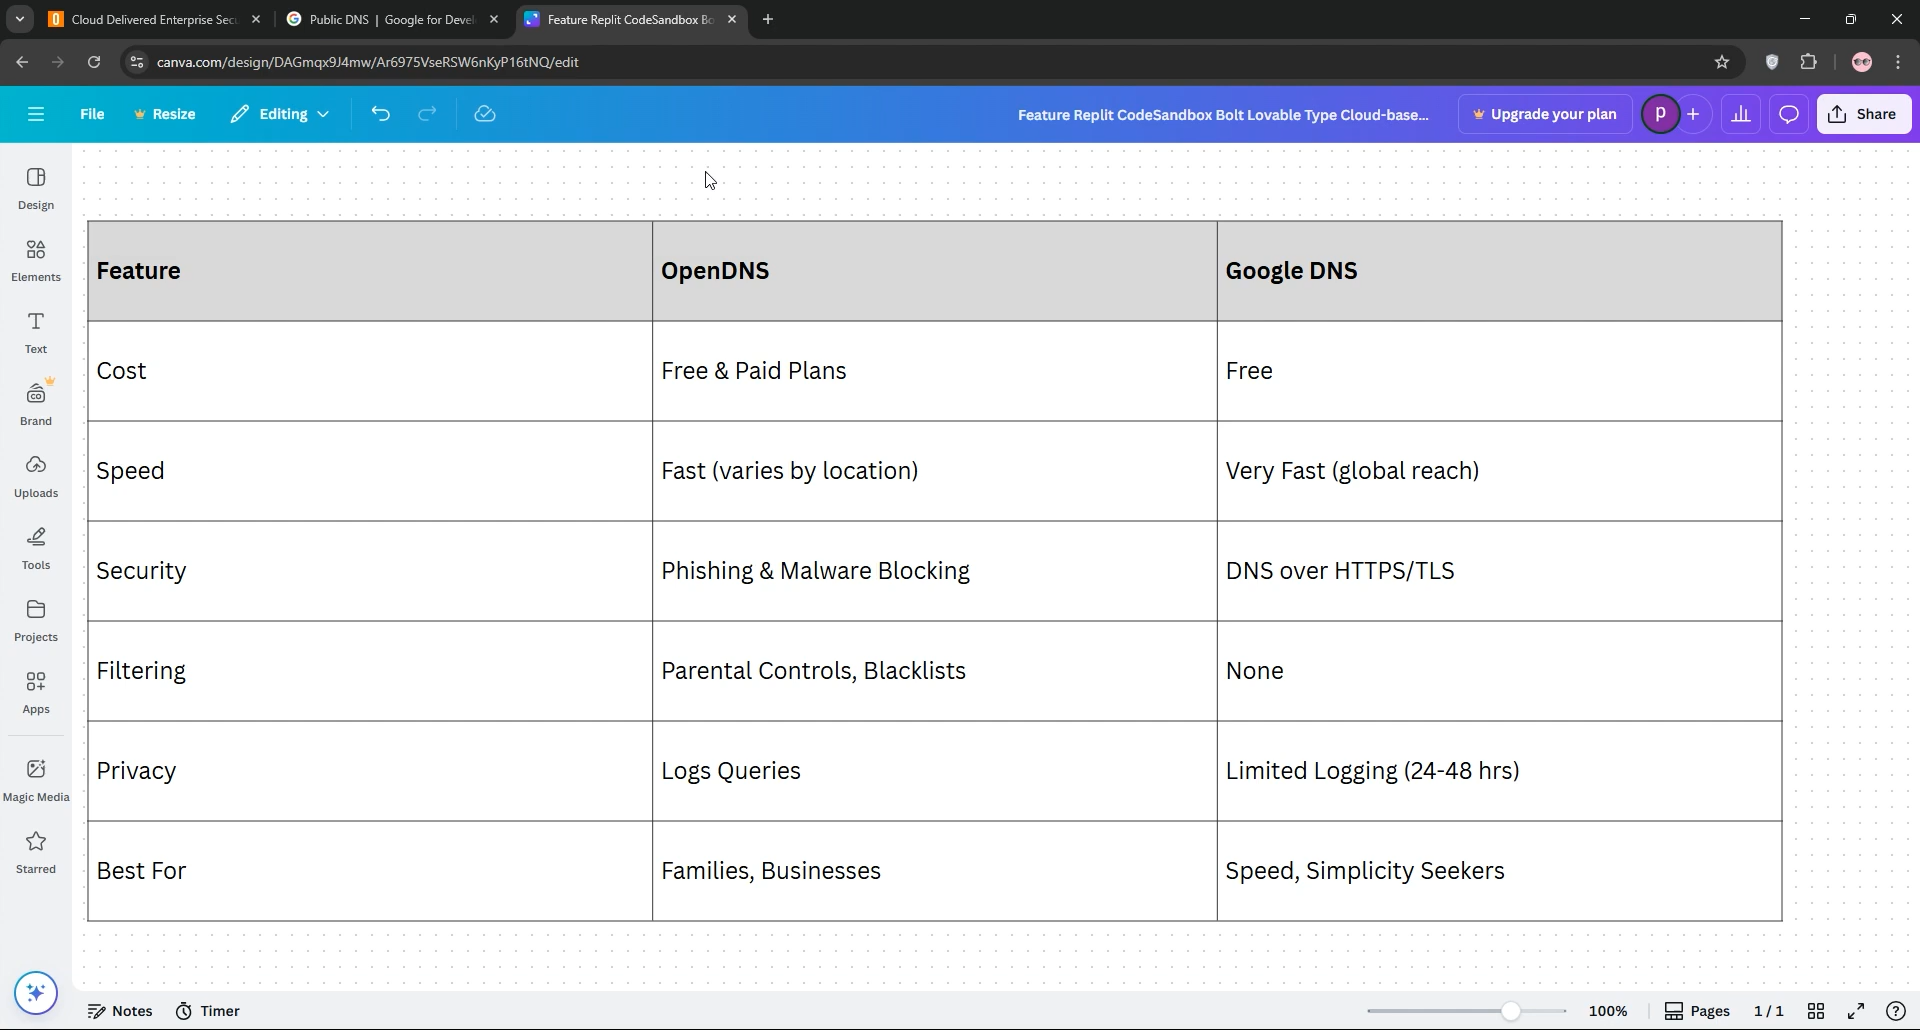 Cloud Delivered Enterprise Secu
Public DNS | Google for Devel
Feature Replit CodeSandbox Bo
canva.com/design/DAGmqx9J4mw/Ar6975VseRSW6nKyP16tNQ/edit
File
Resize
Editing
Feature Replit CodeSandbox Bolt Lovable Type Cloud-base...
Upgrade your plan
p
Share
Design
Elements
Text
Brand
Uploads
Tools
Projects
Apps
Magic Media
Starred
Feature OpenDNS Google DNS
Cost Free & Paid Plans Free
Speed Fast (varies by location) Very Fast (global reach)
Security Phishing & Malware Blocking DNS over HTTPS/TLS
Filtering Parental Controls, Blacklists None
Privacy Logs Queries Limited Logging (24-48 hrs)
Best For Families, Businesses Speed, Simplicity Seekers
Notes
Timer
100%
Pages
1 / 1